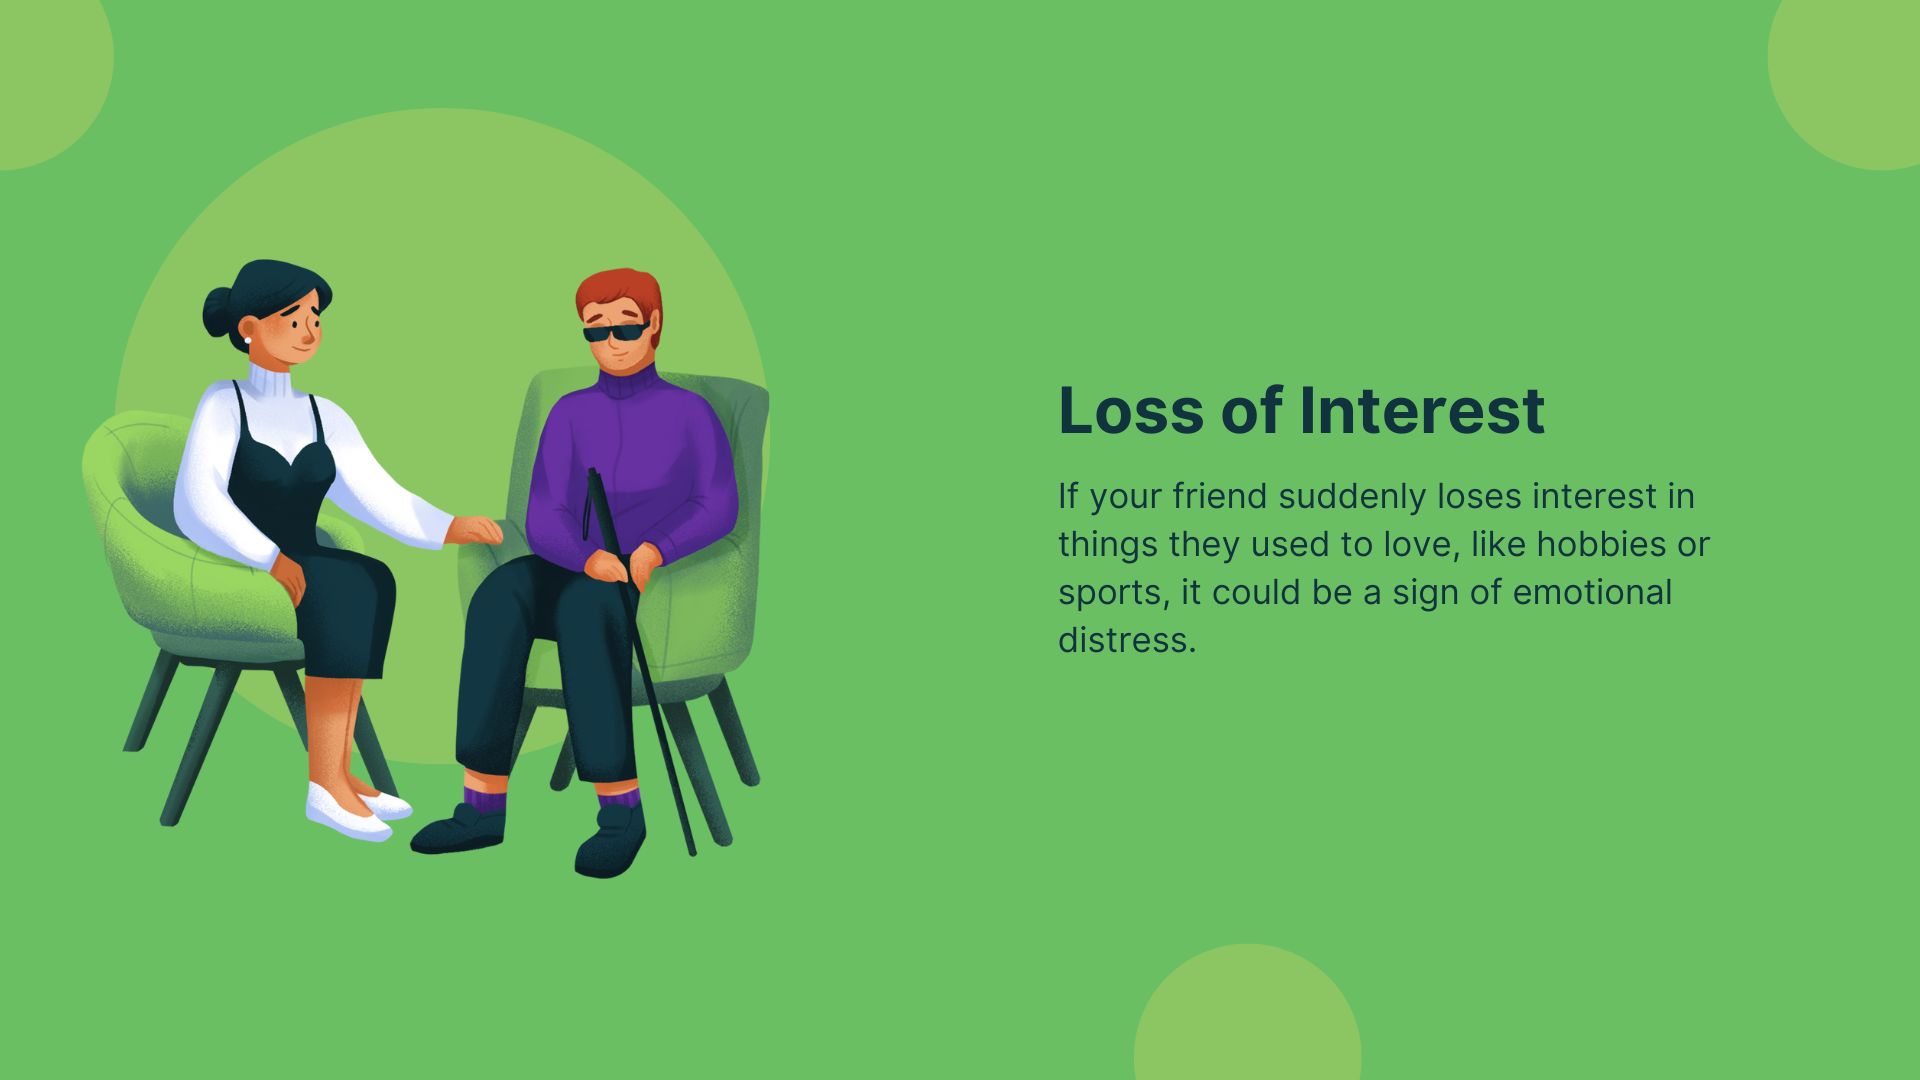 Loss of Interest
If your friend suddenly loses interest in
things they used to love, like hobbies or
sports, it could be a sign of emotional
distress.